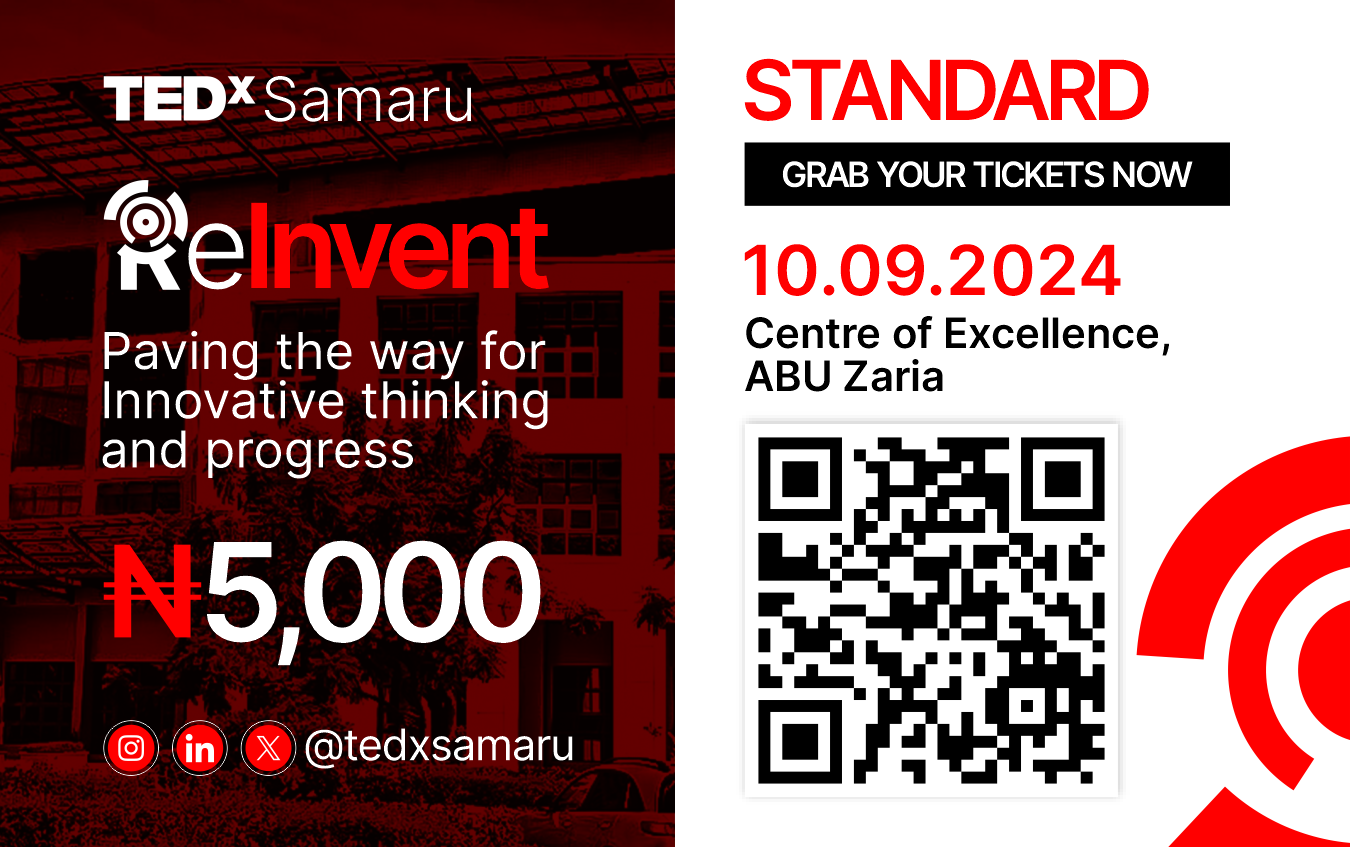 TEDx Samaru
ReInvent
Paving the way for
Innovative thinking
and progress
₦5,000
@tedxsamaru
STANDARD
GRAB YOUR TICKETS NOW
10.09.2024
Centre of Excellence,
ABU Zaria